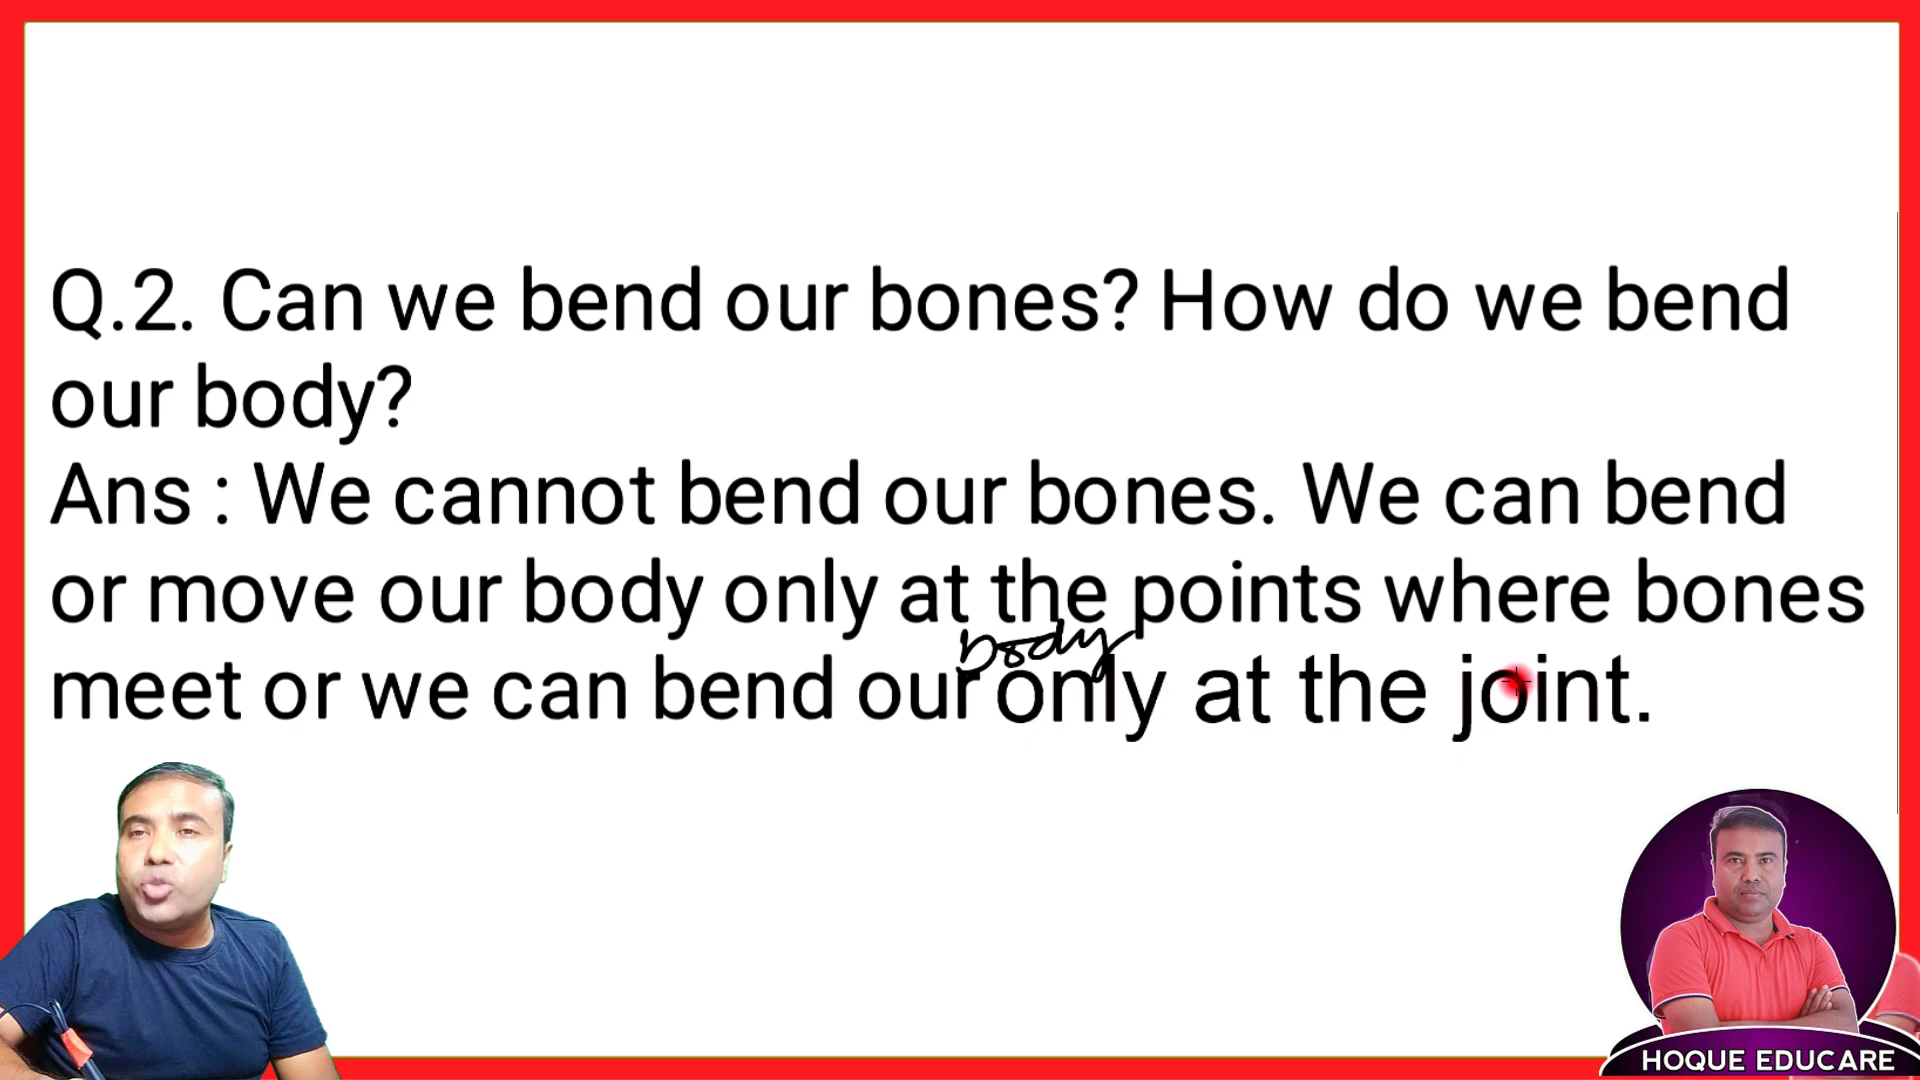 Q.2. Can we bend our bones? How do we bend
our body?
Ans : We cannot bend our bones. We can bend
or move our body only at the points where bones
body
meet or we can bend our only at the joint.
HOQUE EDUCARE